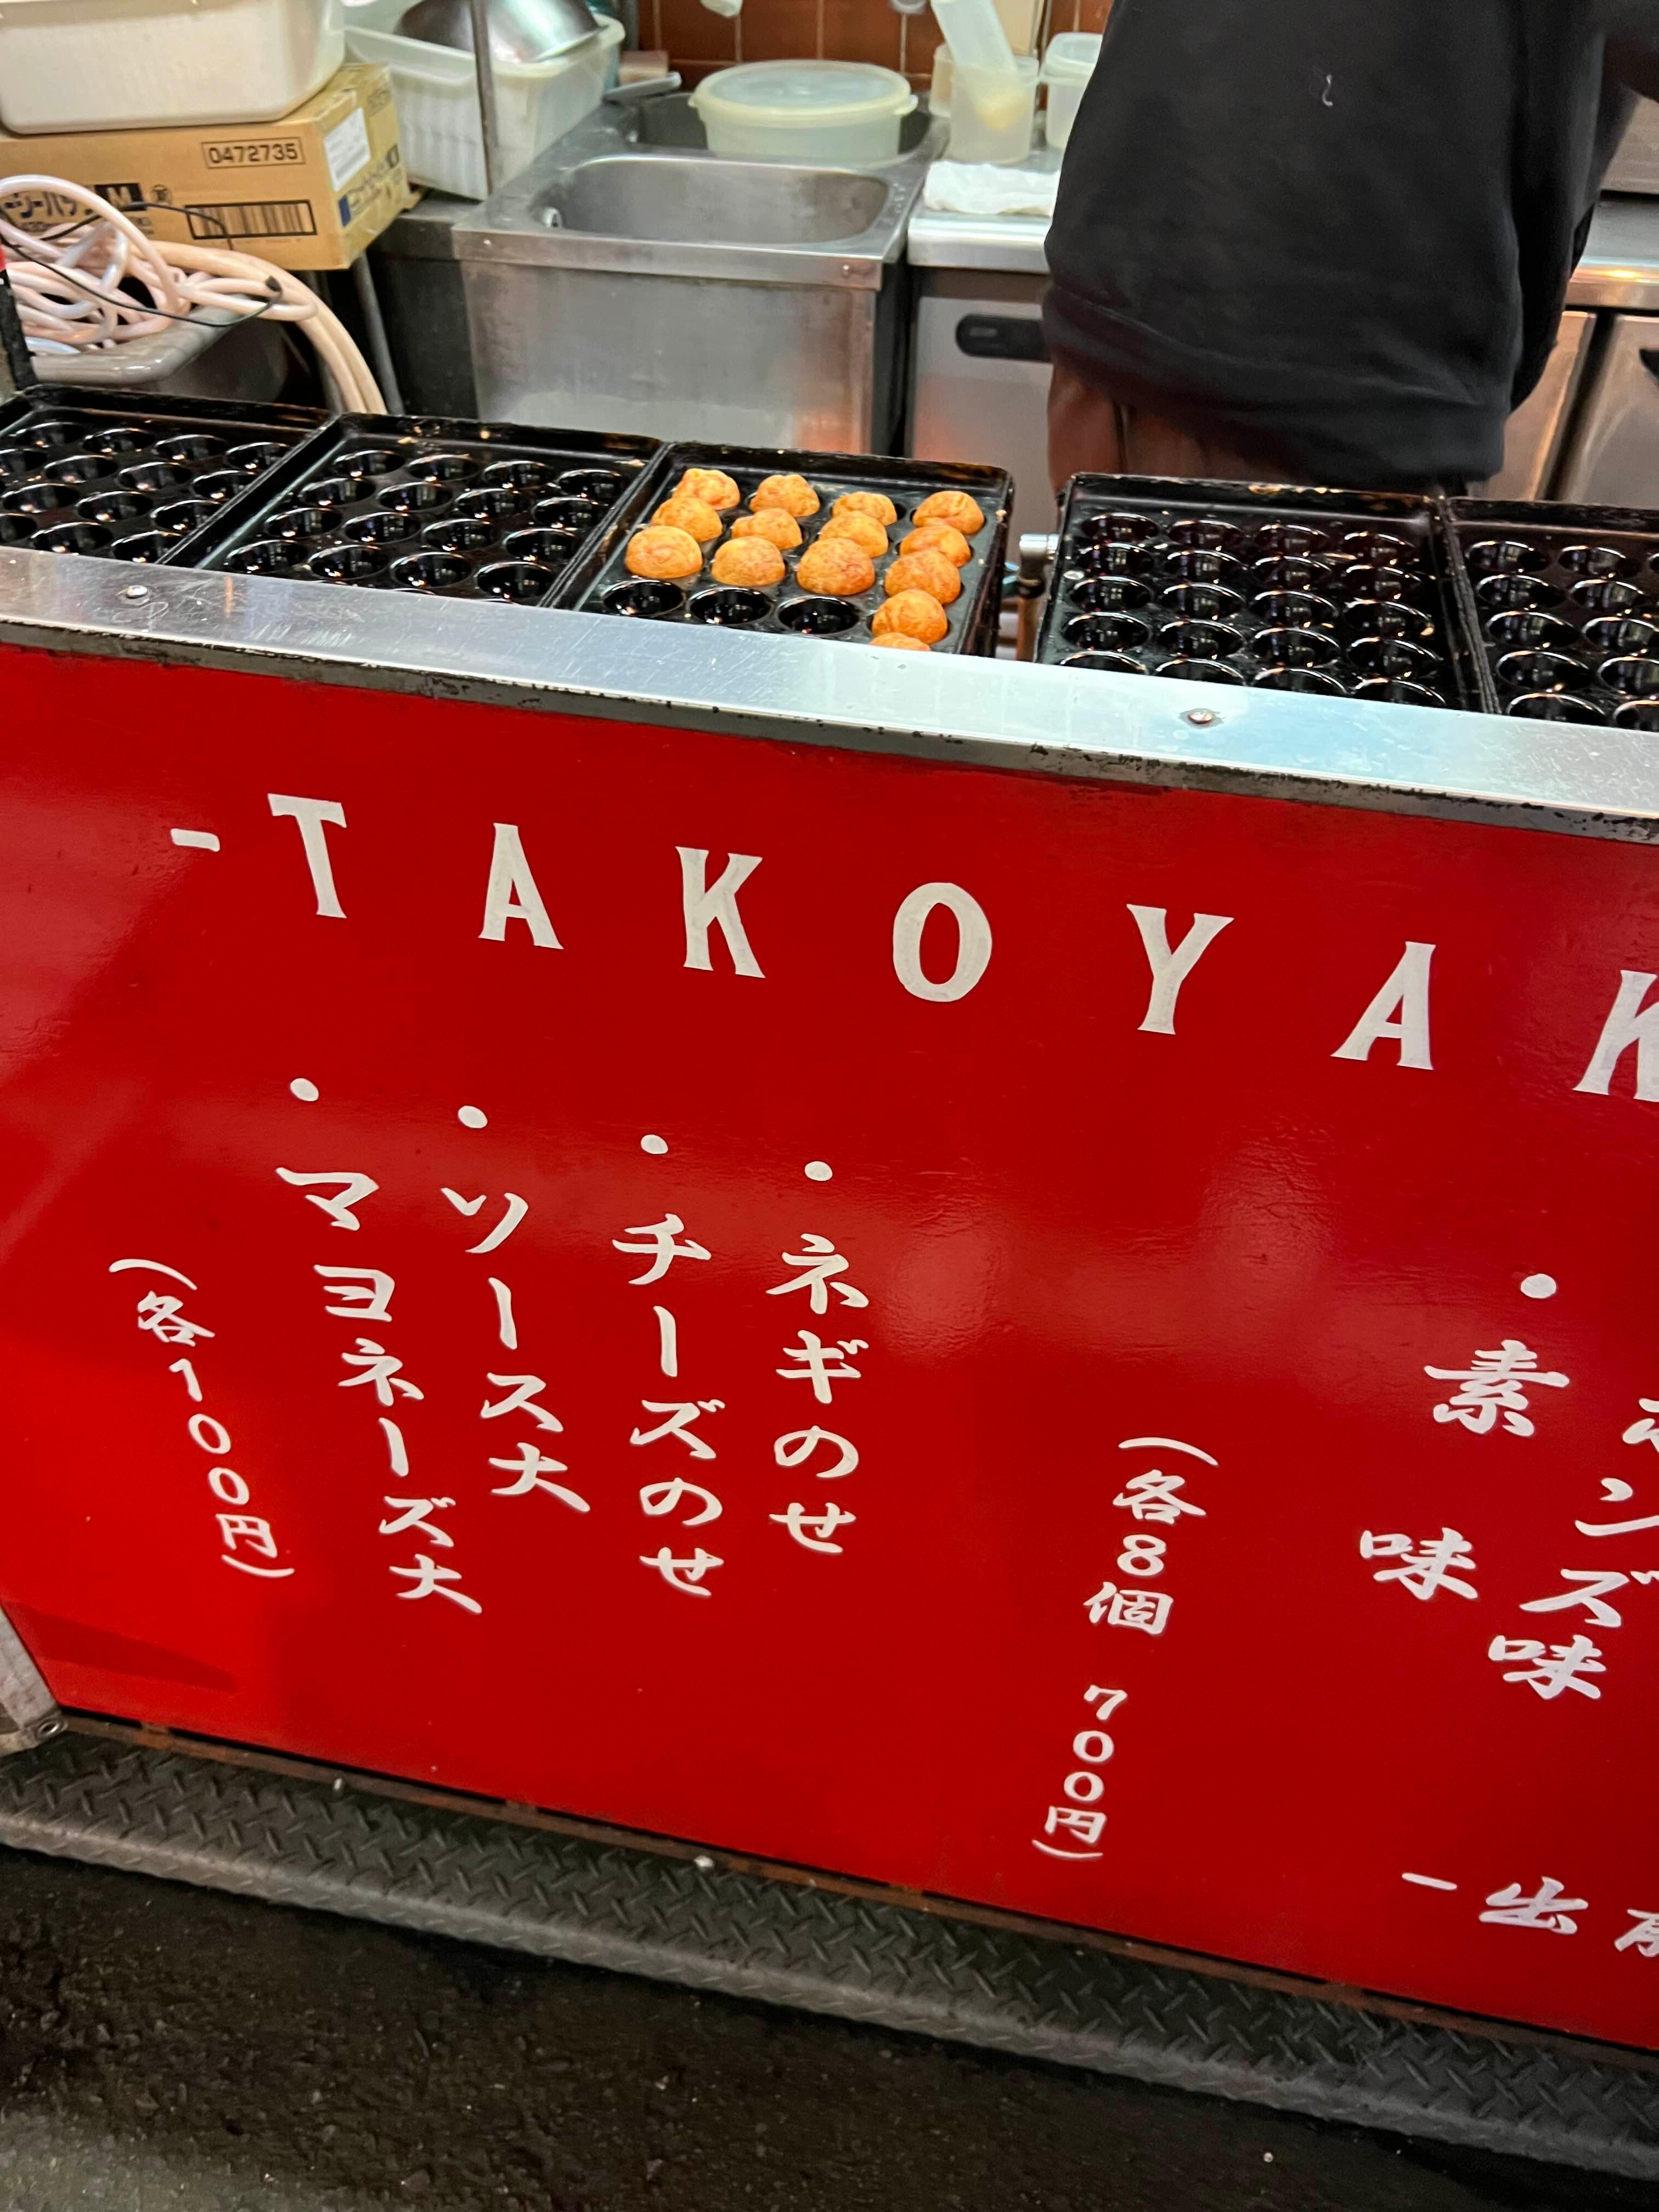 0472735
-TAKOYAK
ポンズ味
・素 味
(各8個 700円)
・ネギのせ
・チーズのせ
・ソース大
・マヨネーズ大
(各100円)
-出